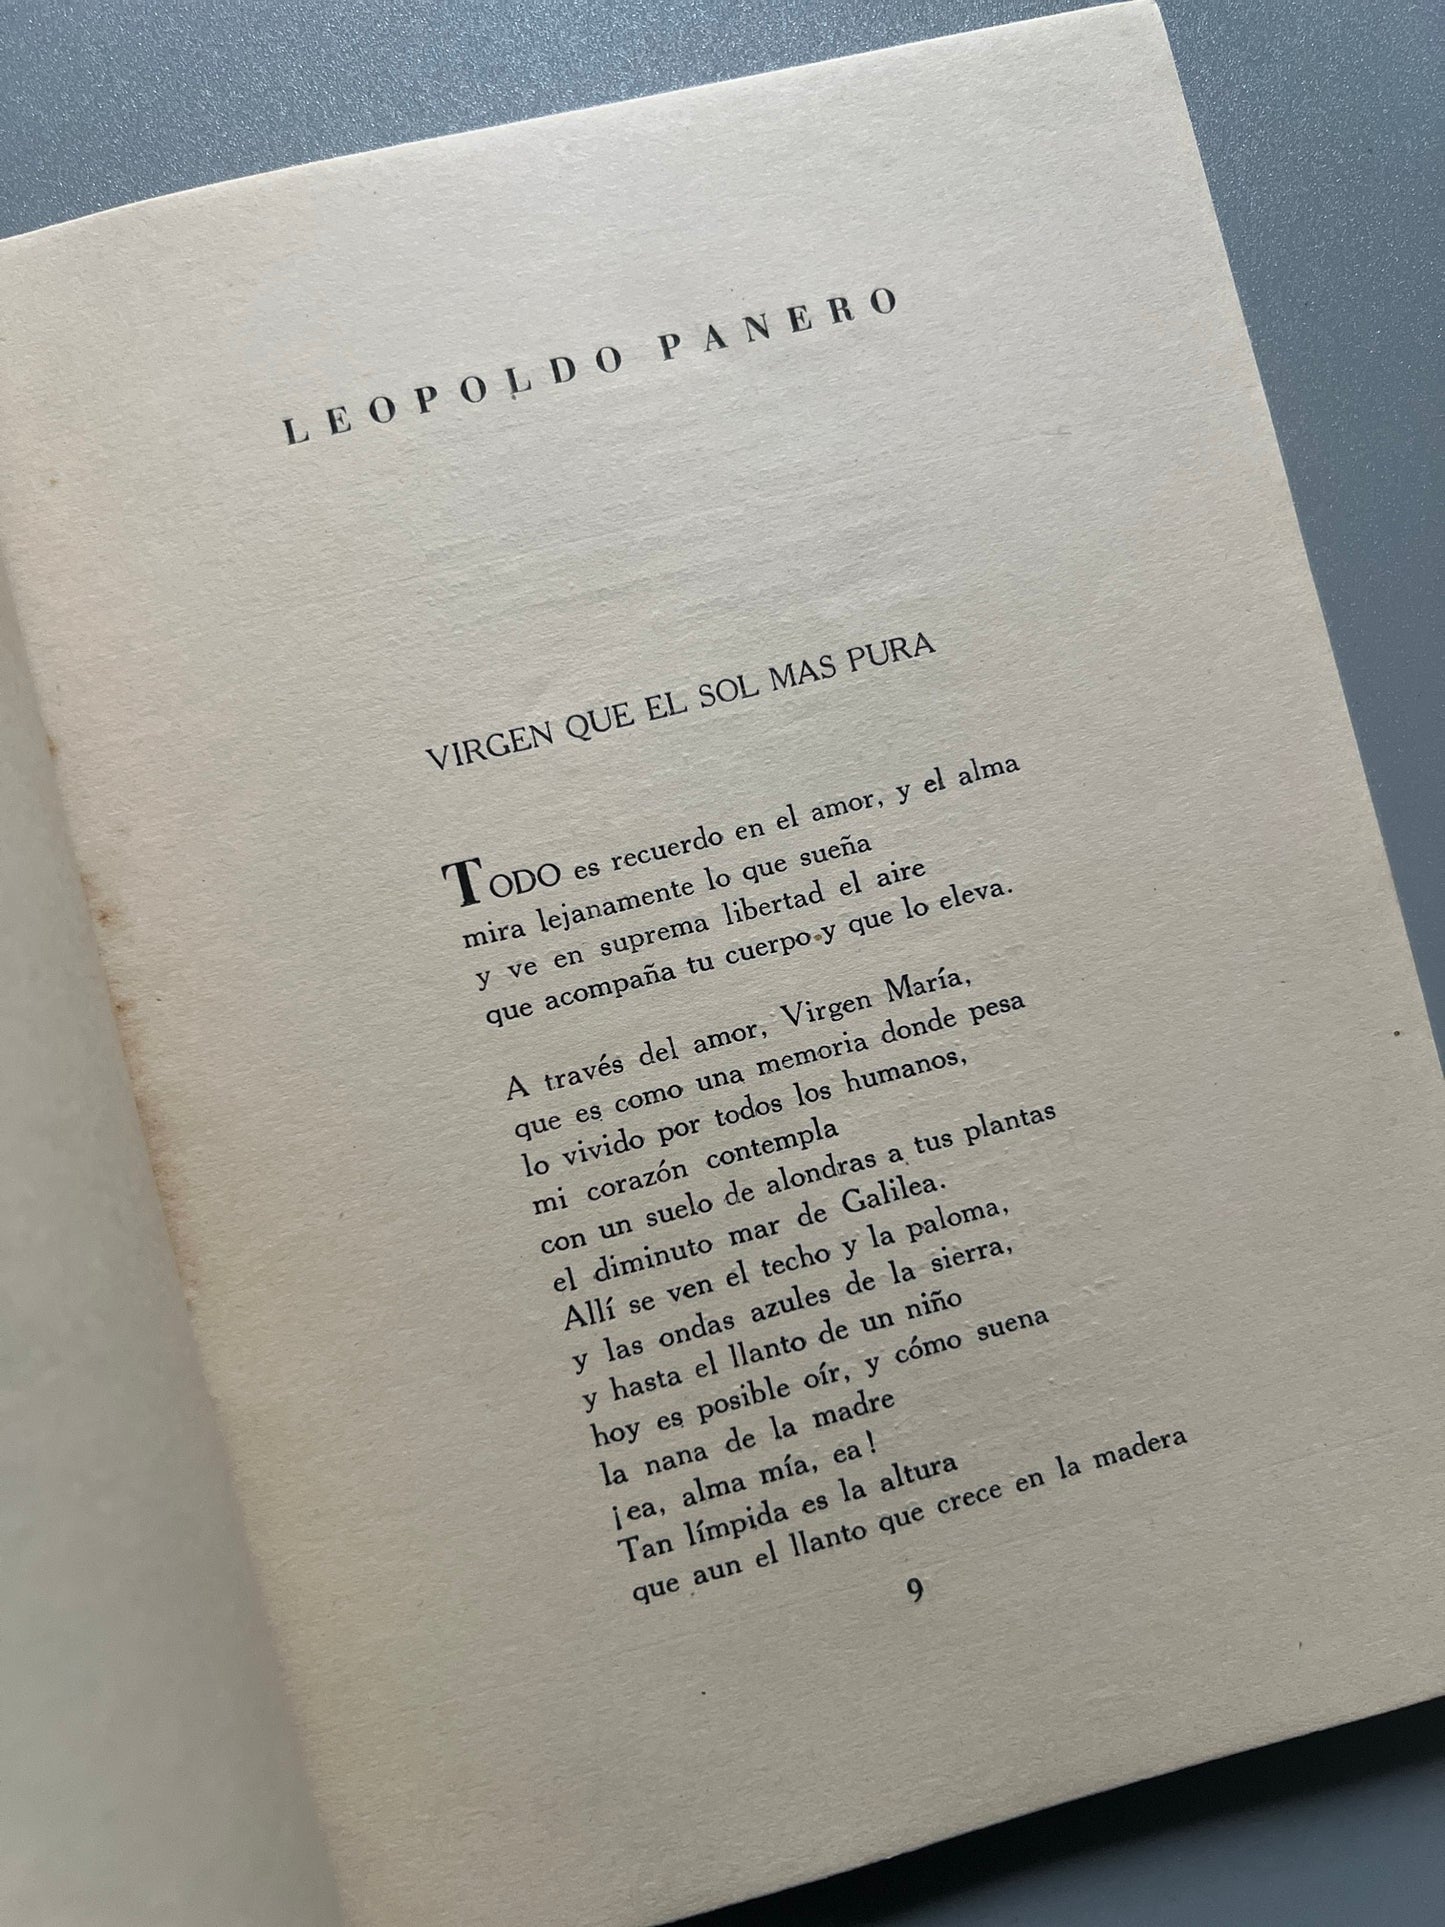 LEOPOLDO PANERO
VIRGEN QUE EL SOL MAS PURA
TODO es recuerdo en el amor, y el alma
mira lejanamente lo que sueña
y ve en suprema libertad el aire
que acompaña tu cuerpo y que lo eleva.
A través del amor, Virgen María,
que es como una memoria donde pesa
lo vivido por todos los humanos,
mi corazón contempla
con un suelo de alondras a tus plantas
el diminuto mar de Galilea.
Allí se ven el techo y la paloma,
y las ondas azules de la sierra,
y hasta el llanto de un niño
hoy es posible oír, y cómo suena
la nana de la madre
¡ea, alma mía, ea!
Tan límpida es la altura
que aun el llanto que crece en la madera
9